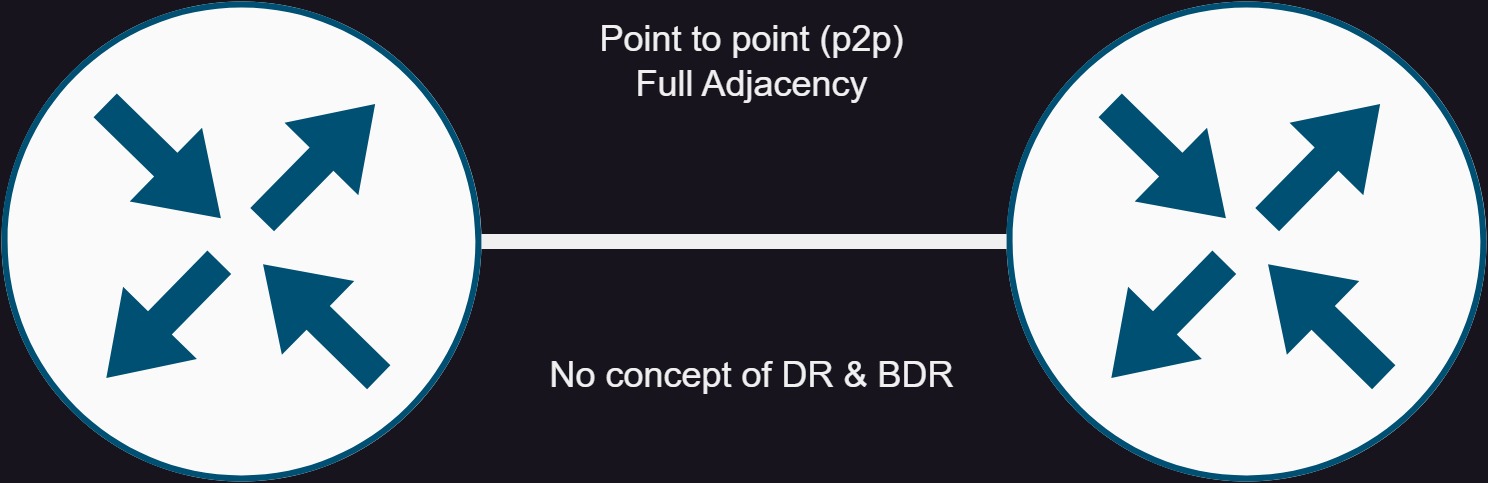 Point to point (p2p)
Full Adjacency
No concept of DR & BDR